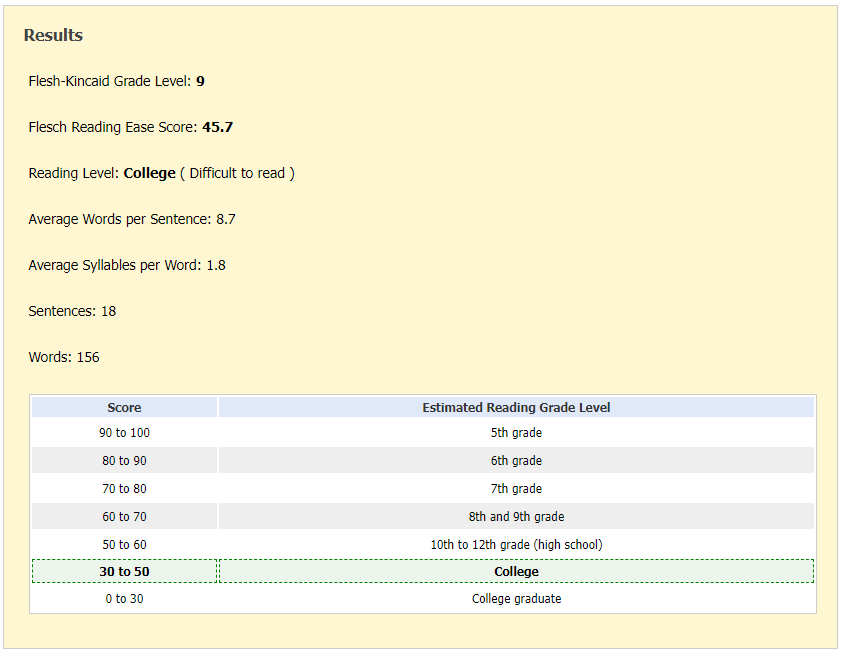 Results
Flesh-Kincaid Grade Level: 9
Flesch Reading Ease Score: 45.7
Reading Level: College ( Difficult to read )
Average Words per Sentence: 8.7
Average Syllables per Word: 1.8
Sentences: 18
Words: 156
Score Estimated Reading Grade Level
90 to 100 5th grade
80 to 90 6th grade
70 to 80 7th grade
60 to 70 8th and 9th grade
50 to 60 10th to 12th grade (high school)
30 to 50 College
0 to 30 College graduate